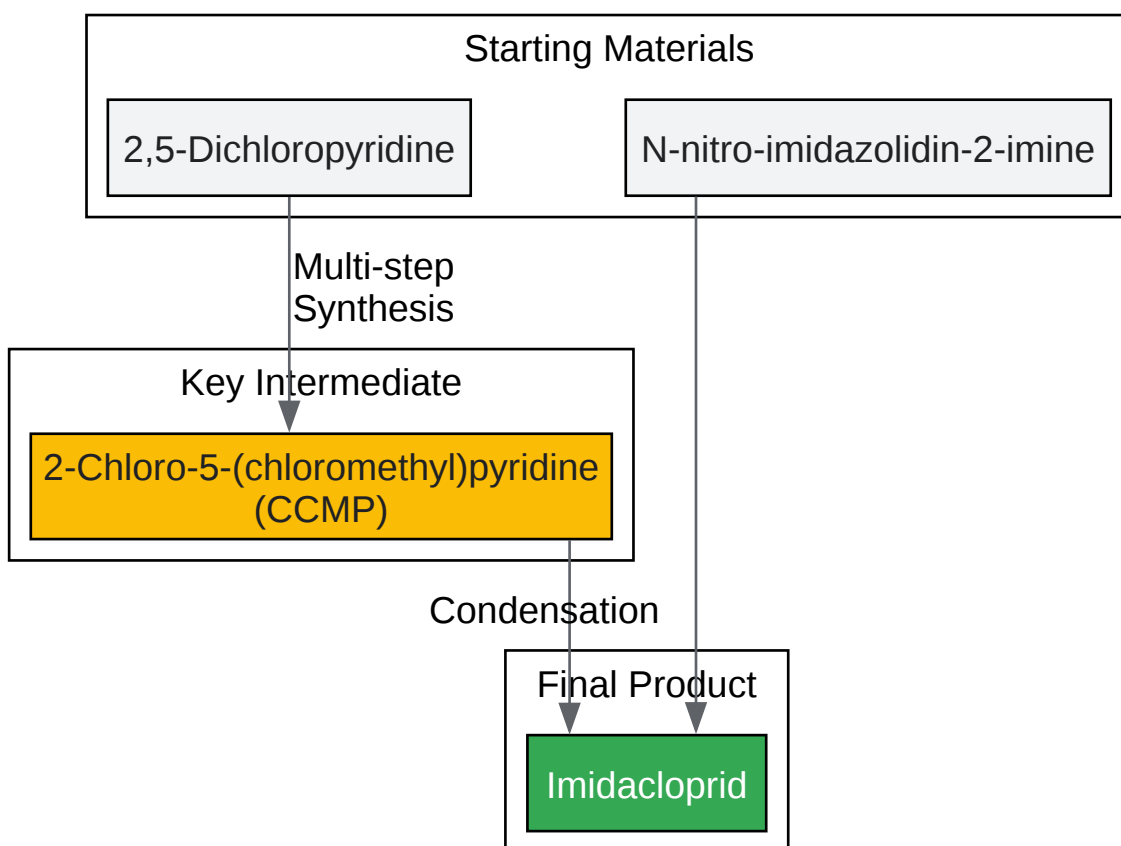 Starting Materials
2,5-Dichloropyridine
N-nitro-imidazolidin-2-imine
Multi-step
Synthesis
Key Intermediate
2-Chloro-5-(chloromethyl)pyridine
(CCMP)
Condensation
Final Product
Imidacloprid